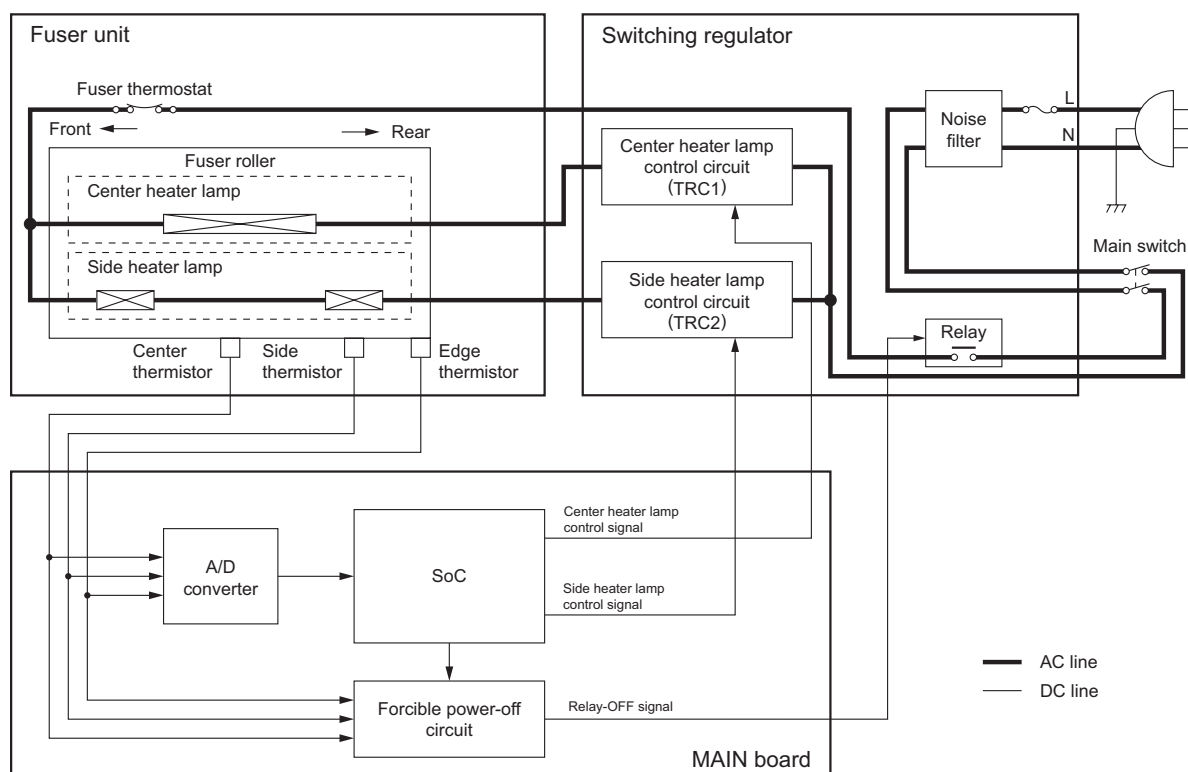 Fuser unit
Switching regulator
Fuser thermostat
Front
Rear
Fuser roller
Center heater lamp
Side heater lamp
Center heater lamp
control circuit
(TRC1)
Side heater lamp
control circuit
(TRC2)
Noise
filter
L
N
Main switch
Relay
Center
thermistor
Side
thermistor
Edge
thermistor
A/D
converter
SoC
Center heater lamp
control signal
Side heater lamp
control signal
Forcible power-off
circuit
Relay-OFF signal
MAIN board
AC line
DC line